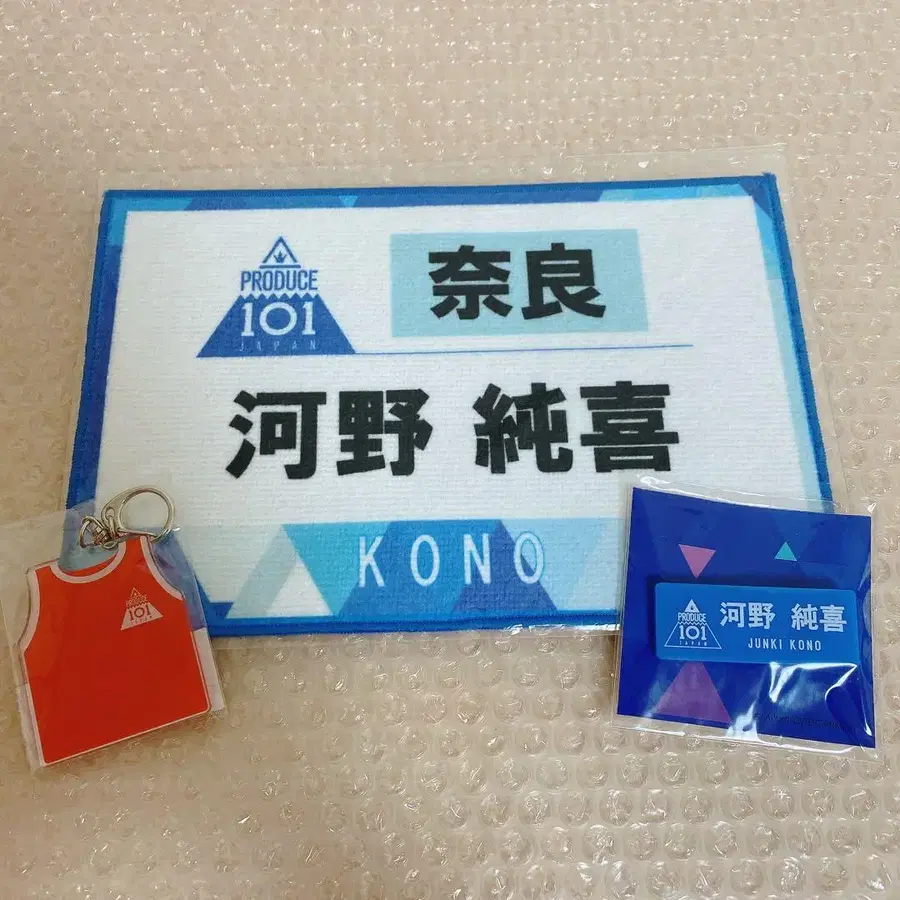 PRODUCE
101
JAPAN
奈良
河野 純喜
KONO
PRODUCE
101
JAPAN
PRODUCE
101
JAPAN
河野 純喜
JUNKI KONO